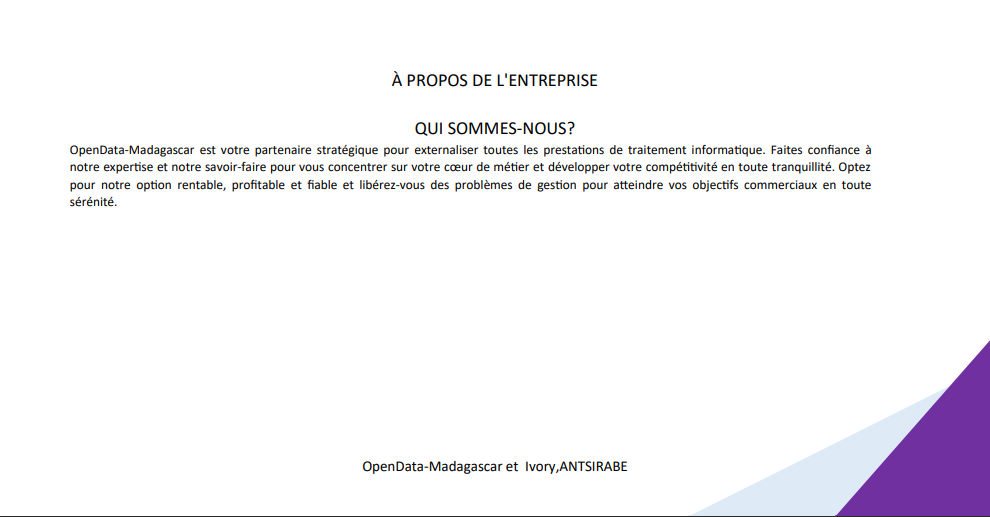 À PROPOS DE L'ENTREPRISE
QUI SOMMES-NOUS?
OpenData-Madagascar est votre partenaire stratégique pour externaliser toutes les prestations de traitement informatique. Faites confiance à
notre expertise et notre savoir-faire pour vous concentrer sur votre cœur de métier et développer votre compétitivité en toute tranquillité. Optez
pour notre option rentable, profitable et fiable et libérez-vous des problèmes de gestion pour atteindre vos objectifs commerciaux en toute
sérénité.
OpenData-Madagascar et  Ivory,ANTSIRABE